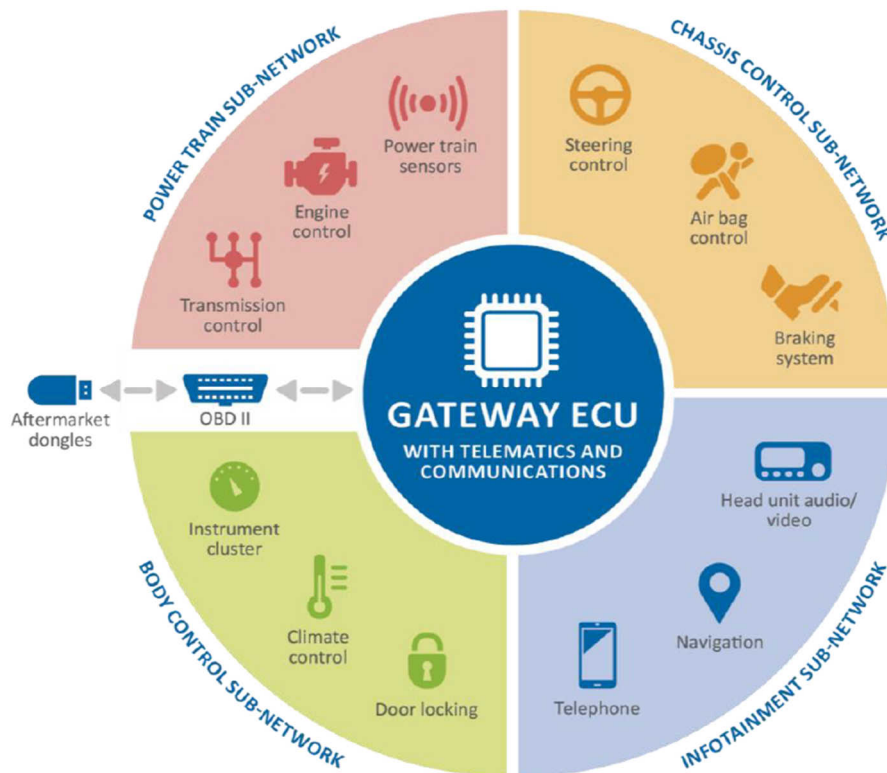 POWER TRAIN SUB-NETWORK
Power train
sensors
Engine
control
Transmission
control
CHASSIS CONTROL SUB-NETWORK
Steering
control
Air bag
control
Braking
system
Aftermarket
dongles
OBD II
GATEWAY ECU
WITH TELEMATICS AND
COMMUNICATIONS
BODY CONTROL SUB-NETWORK
Instrument
cluster
Climate
control
Door locking
INFOTAINMENT SUB-NETWORK
Head unit audio/
video
Navigation
Telephone